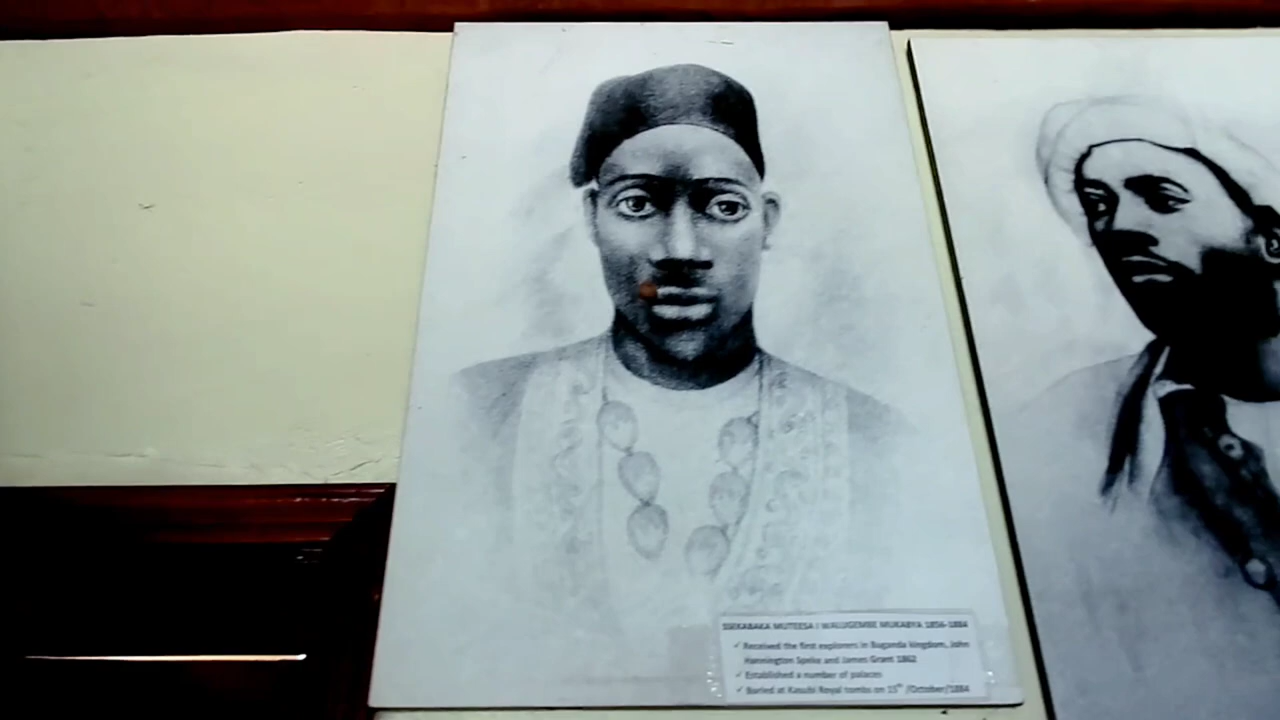 SSEKABAKA MUTEESA I WALUGEMBE MUKABYA 1856-1884
✓ Received the first explorers in Buganda kingdom, John
Hannington Speke and James Grant 1862
✓ Established a number of palaces
✓ Buried at Kasubi Royal tombs on 15th /October/1884